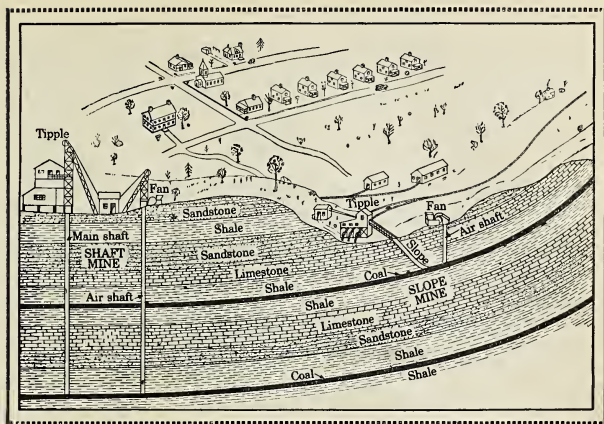 Tipple
Fan
Sandstone
Main shaft
Shale
SHAFT
MINE
Sandstone
Limestone
Shale
Air shaft
Tipple
Fan
Slope
Air shaft
Coal
Shale
SLOPE
MINE
Limestone
Sandstone
Shale
Coal
Shale